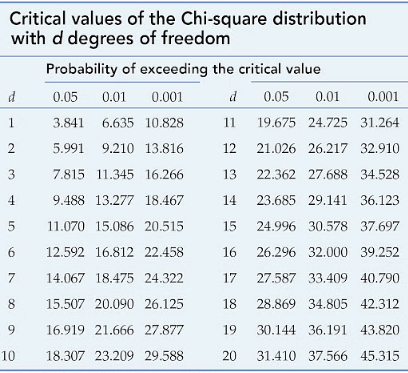 Critical values of the Chi-square distribution
with d degrees of freedom
Probability of exceeding the critical value
d 0.05 0.01 0.001 d 0.05 0.01 0.001
1 3.841 6.635 10.828 11 19.675 24.725 31.264
2 5.991 9.210 13.816 12 21.026 26.217 32.910
3 7.815 11.345 16.266 13 22.362 27.688 34.528
4 9.488 13.277 18.467 14 23.685 29.141 36.123
5 11.070 15.086 20.515 15 24.996 30.578 37.697
6 12.592 16.812 22.458 16 26.296 32.000 39.252
7 14.067 18.475 24.322 17 27.587 33.409 40.790
8 15.507 20.090 26.125 18 28.869 34.805 42.312
9 16.919 21.666 27.877 19 30.144 36.191 43.820
10 18.307 23.209 29.588 20 31.410 37.566 45.315